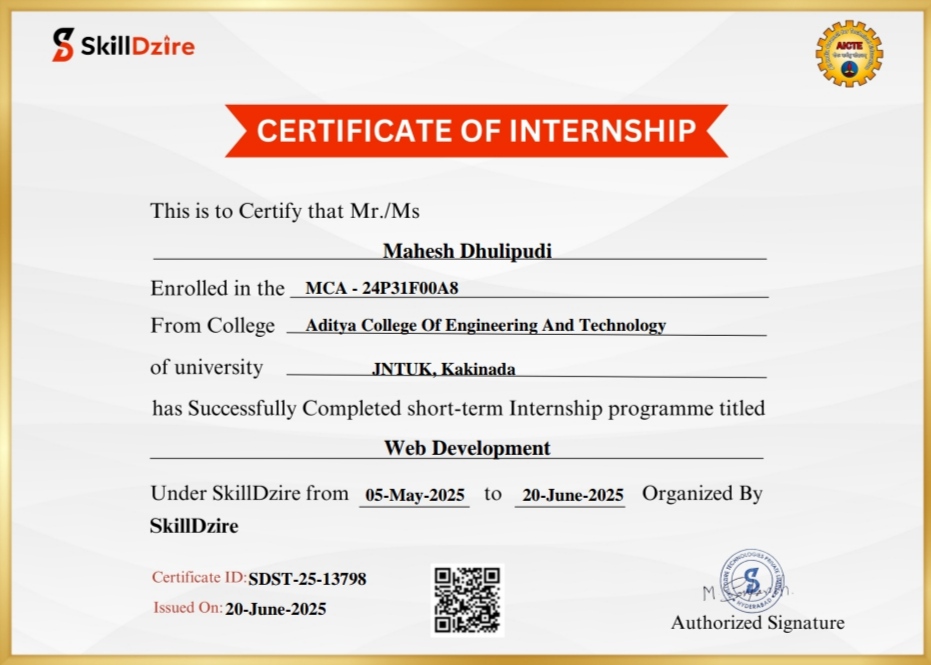 SkillDzire
AICTE
CERTIFICATE OF INTERNSHIP
This is to Certify that Mr./Ms
Mahesh Dhulipudi
Enrolled in the MCA - 24P31F00A8
From College Aditya College Of Engineering And Technology
of university JNTUK, Kakinada
has Successfully Completed short-term Internship programme titled
Web Development
Under SkillDzire from 05-May-2025 to 20-June-2025 Organized By
SkillDzire
Certificate ID: SDST-25-13798
Issued On: 20-June-2025
HYDERABAD
Authorized Signature